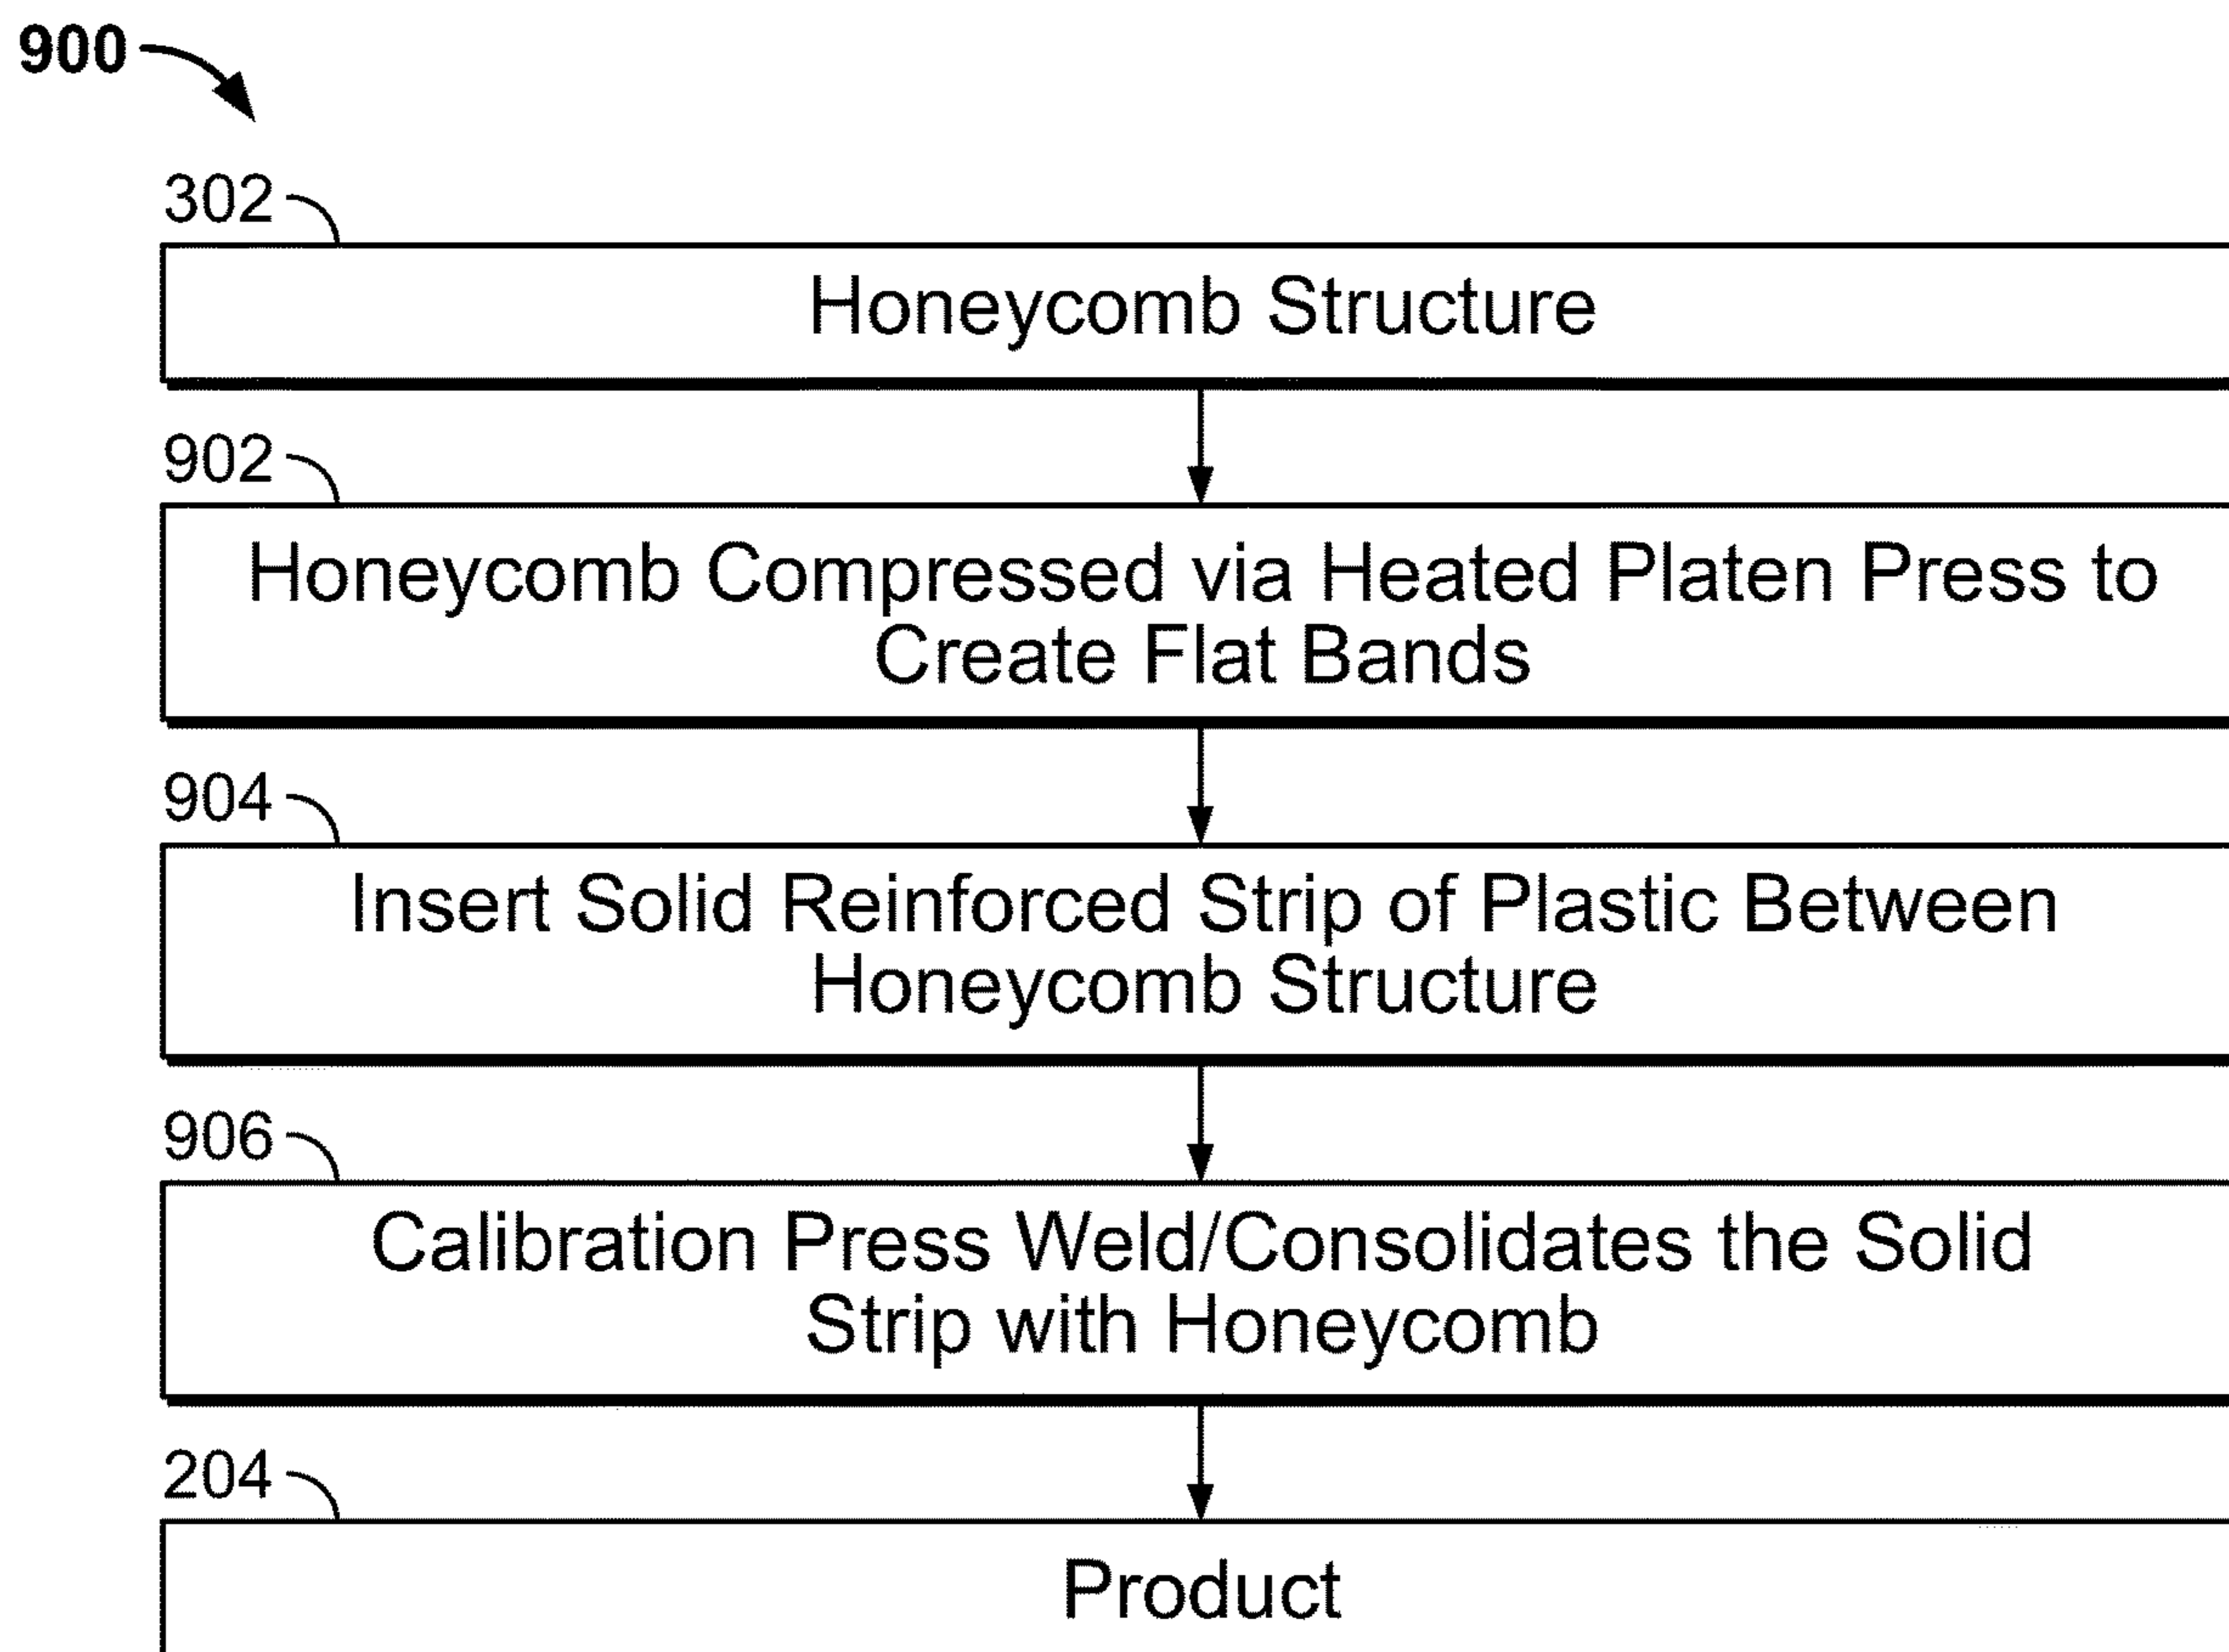 900
302
Honeycomb Structure
902
Honeycomb Compressed via Heated Platen Press to
Create Flat Bands
904
Insert Solid Reinforced Strip of Plastic Between
Honeycomb Structure
906
Calibration Press Weld/Consolidates the Solid
Strip with Honeycomb
204
Product